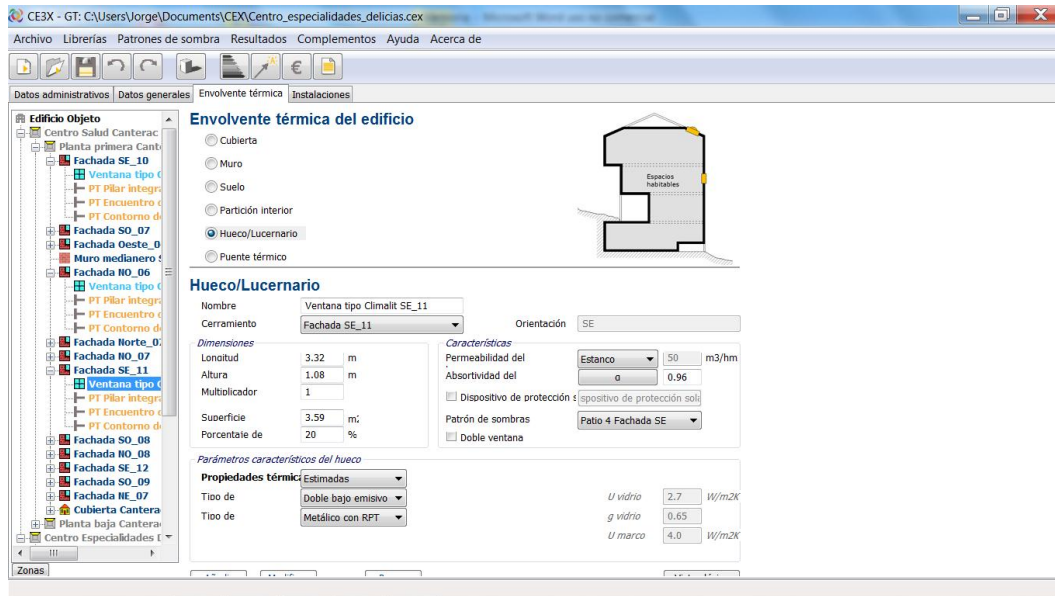 CE3X - GT: C:\Users\Jorge\Documents\CEX\Centro_especialidades_delicias.cex
Archivo Librerías Patrones de sombra Resultados Complementos Ayuda Acerca de
Datos administrativos Datos generales Envolvente térmica Instalaciones
Edificio Objeto
Centro Salud Canterac
Planta primera Cant
Fachada SE_10
Ventana tipo C
PT Pilar integra
PT Encuentro
PT Contorno d
Fachada SO_07
Fachada Oeste_0
Muro medianero
Fachada NO_06
Ventana tipo
PT Pilar integra
PT Encuentro
PT Contorno d
Fachada Norte_0
Fachada NO_07
Fachada SE_11
Ventana tipo
PT Pilar integra
PT Encuentro
PT Contorno d
Fachada SO_08
Fachada NO_08
Fachada SE_12
Fachada SO_09
Fachada NE_07
Cubierta Cantera
Planta baja Cantera
Centro Especialidades
Zonas
Envolvente térmica del edificio
Cubierta
Muro
Suelo
Partición interior
Hueco/Lucernario
Puente térmico
Espacios
habitables
Hueco/Lucernario
Nombre Ventana tipo Climalit SE_11
Cerramiento Fachada SE_11 Orientación SE
Dimensiones
Longitud 3.32 m
Altura 1.08 m
Multiplicador 1
Superficie 3.59 m2
Porcentaje de 20 %
Características
Permeabilidad del Estanco 50 m3/hm
Absortividad del α 0.96
Dispositivo de protección s spositivo de protección sola
Patrón de sombras Patio 4 Fachada SE
Doble ventana
Parámetros característicos del hueco
Propiedades térmica Estimadas
Tipo de Doble bajo emisivo U vidrio 2.7 W/m2K
Tipo de Metálico con RPT g vidrio 0.65
U marco 4.0 W/m2K